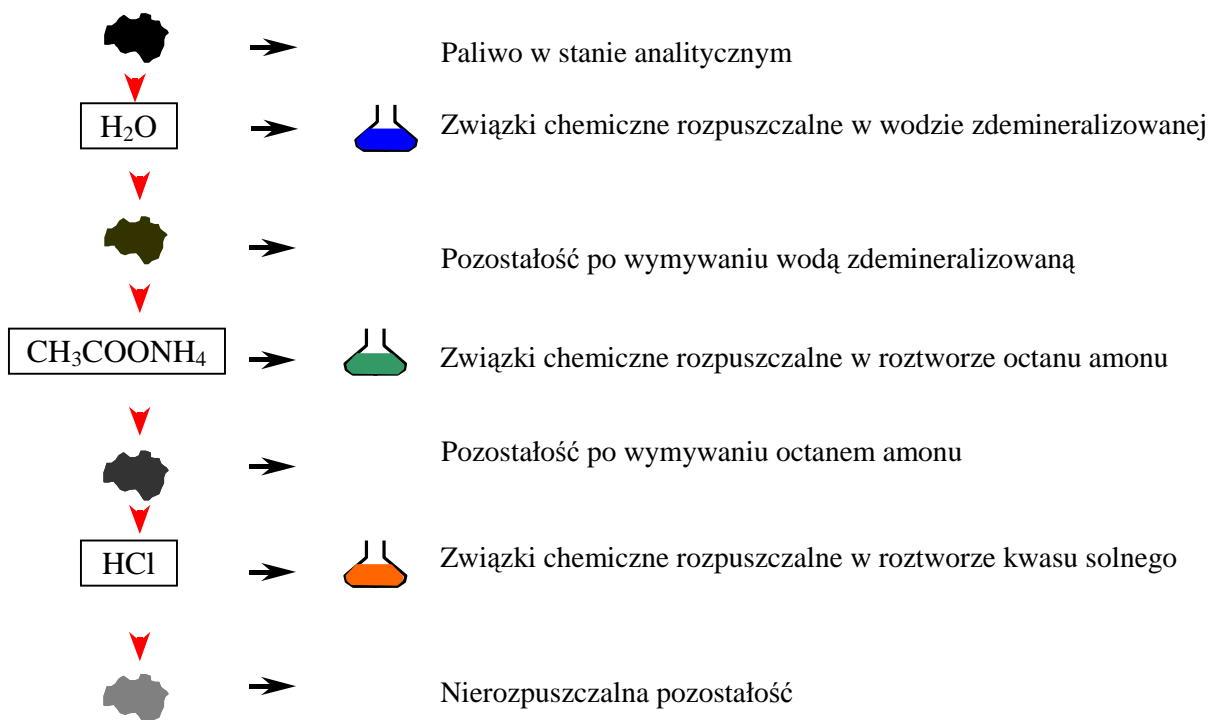 Paliwo w stanie analitycznym
H₂O
Związki chemiczne rozpuszczalne w wodzie zdemineralizowanej
Pozostałość po wymywaniu wodą zdemineralizowaną
CH₃COONH₄
Związki chemiczne rozpuszczalne w roztworze octanu amonu
Pozostałość po wymywaniu octanem amonu
HCl
Związki chemiczne rozpuszczalne w roztworze kwasu solnego
Nierozpuszczalna pozostałość